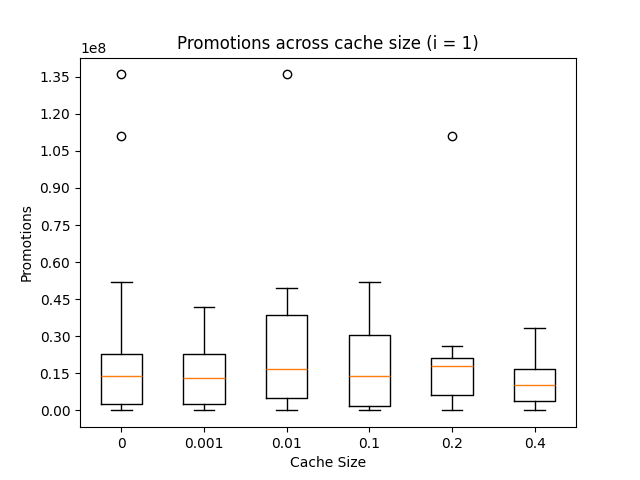 Promotions across cache size (i = 1)
1e8
1.35
1.20
1.05
0.90
0.75
0.60
0.45
0.30
0.15
0.00
Promotions
0 0.001 0.01 0.1 0.2 0.4
Cache Size